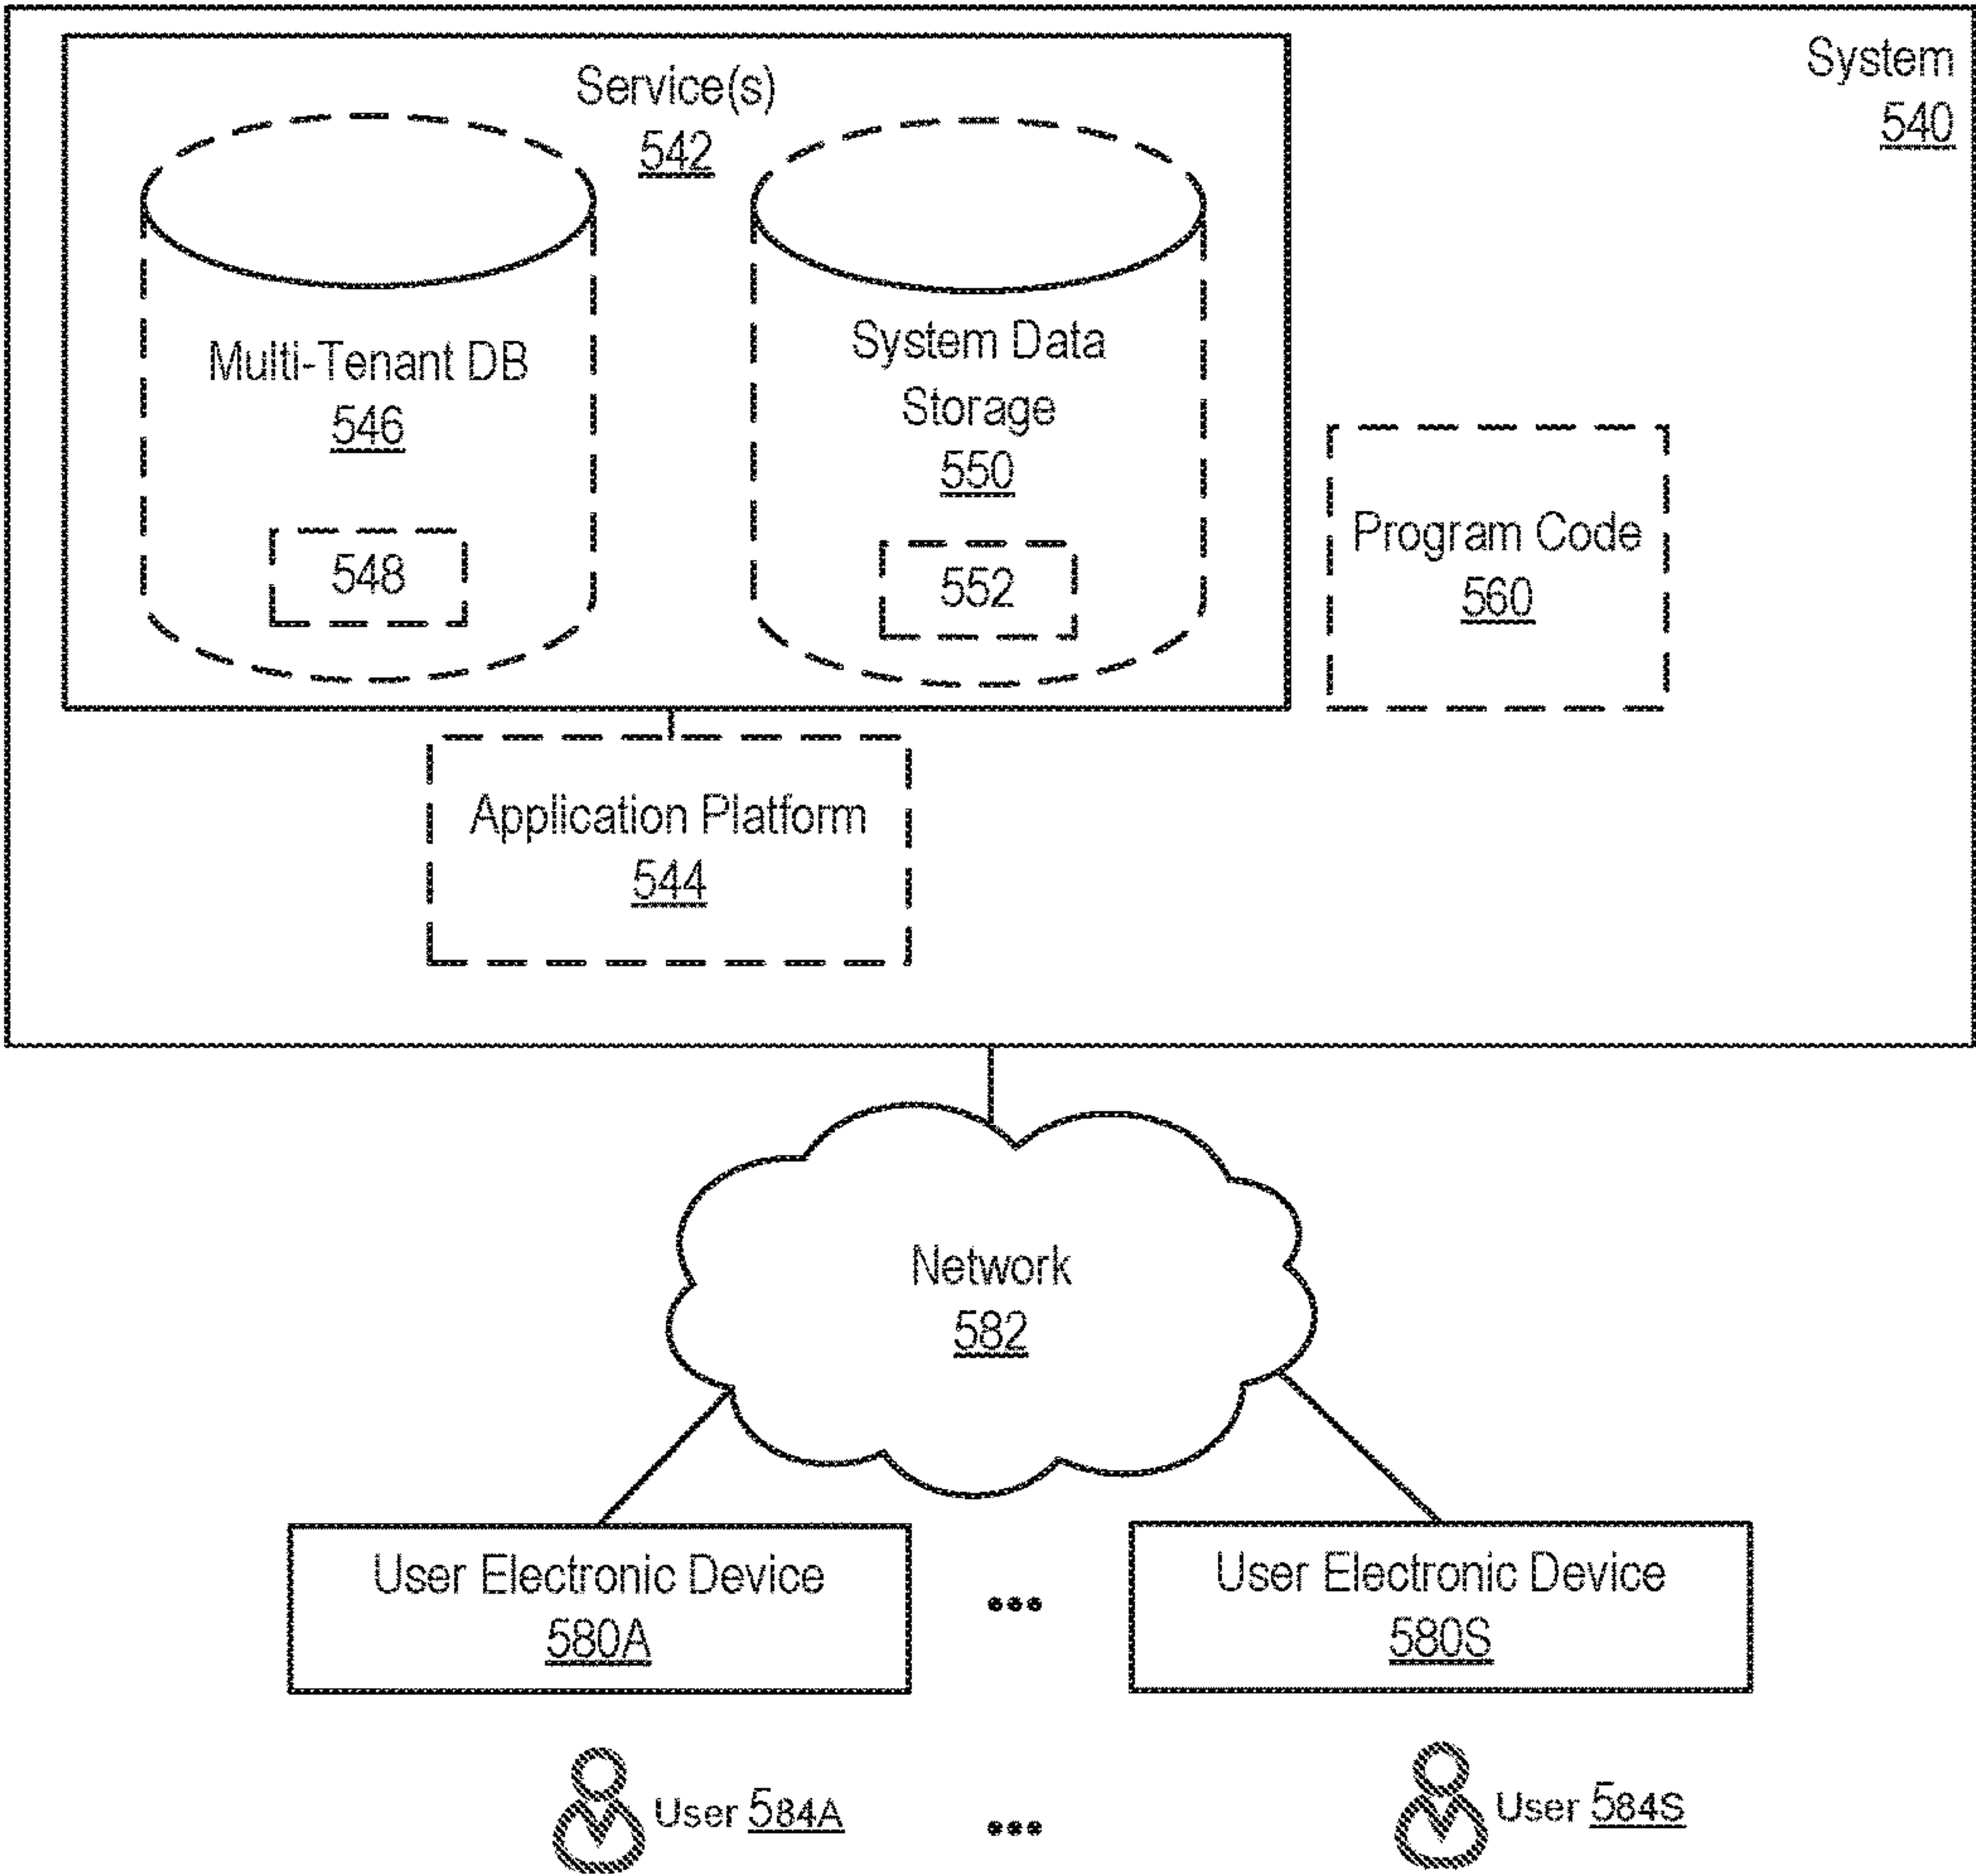 System
540
Service(s)
542
Multi-Tenant DB
546
548
System Data
Storage
550
552
Program Code
560
Application Platform
544
Network
582
User Electronic Device
580A
...
User Electronic Device
580S
User 584A
...
User 584S